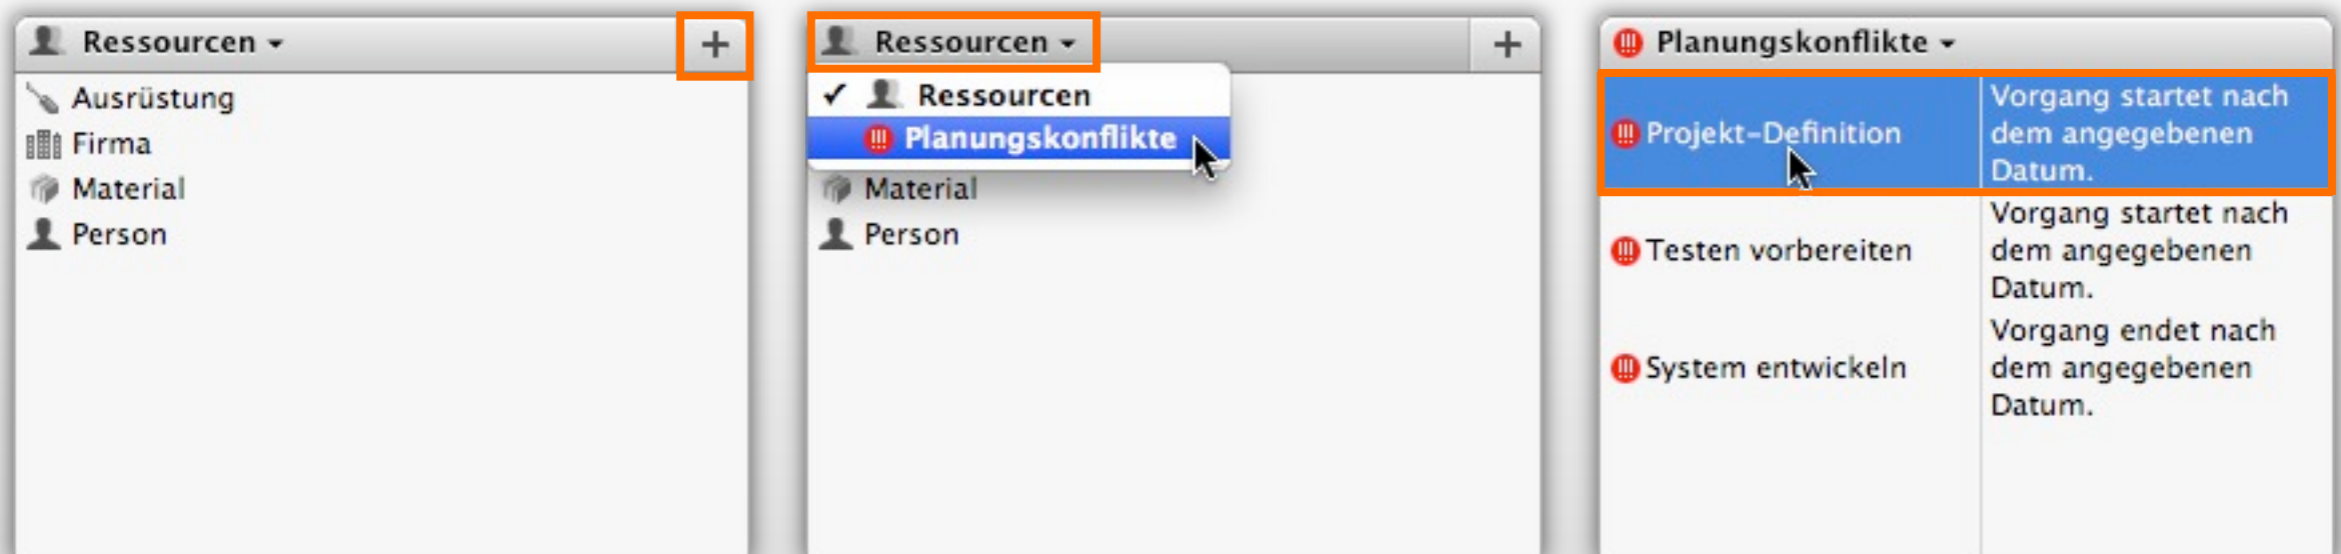 Ressourcen
+
Ausrüstung
Firma
Material
Person
Ressourcen
+
✓ Ressourcen
Planungskonflikte
Material
Person
Planungskonflikte
Projekt-Definition
Vorgang startet nach
dem angegebenen
Datum.
Testen vorbereiten
Vorgang startet nach
dem angegebenen
Datum.
System entwickeln
Vorgang endet nach
dem angegebenen
Datum.